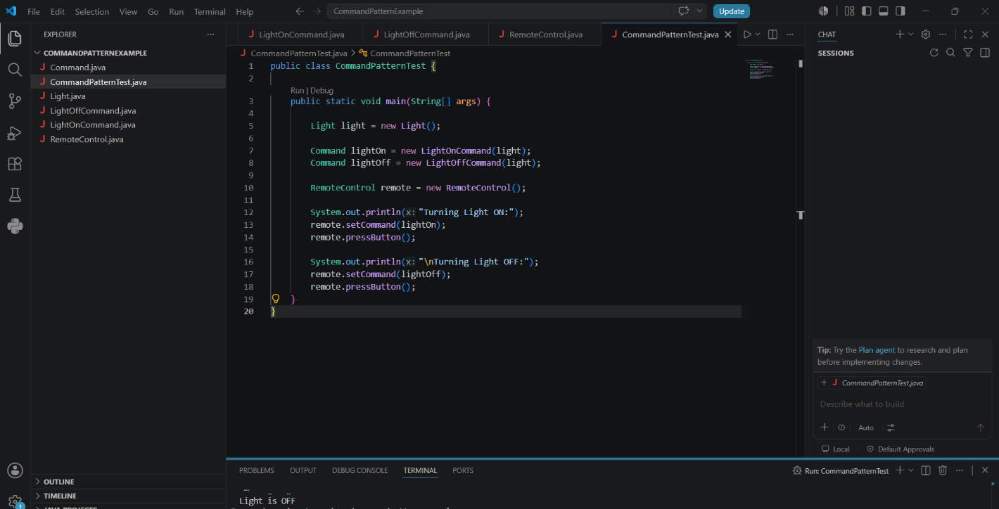 File Edit Selection View Go Run Terminal Help
CommandPatternExample
Update
EXPLORER
COMMANDPATTERNEXAMPLE
J Command.java
J CommandPatternTest.java
J Light.java
J LightOffCommand.java
J LightOnCommand.java
J RemoteControl.java
OUTLINE
TIMELINE
JAVA PROJECTS
1
J LightOnCommand.java J LightOffCommand.java J RemoteControl.java J CommandPatternTest.java
J CommandPatternTest.java > CommandPatternTest
1 public class CommandPatternTest {
2
Run | Debug
3 public static void main(String[] args) {
4
5 Light light = new Light();
6
7 Command lightOn = new LightOnCommand(light);
8 Command lightOff = new LightOffCommand(light);
9
10 RemoteControl remote = new RemoteControl();
11
12 System.out.println(x: "Turning Light ON:");
13 remote.setCommand(lightOn);
14 remote.pressButton();
15
16 System.out.println(x: "\nTurning Light OFF:");
17 remote.setCommand(lightOff);
18 remote.pressButton();
19 }
20 }
PROBLEMS OUTPUT DEBUG CONSOLE TERMINAL PORTS
Run: CommandPatternTest
Light is OFF
CHAT
SESSIONS
Tip: Try the Plan agent to research and plan
before implementing changes.
+ J CommandPatternTest.java
Describe what to build
Auto
Local Default Approvals